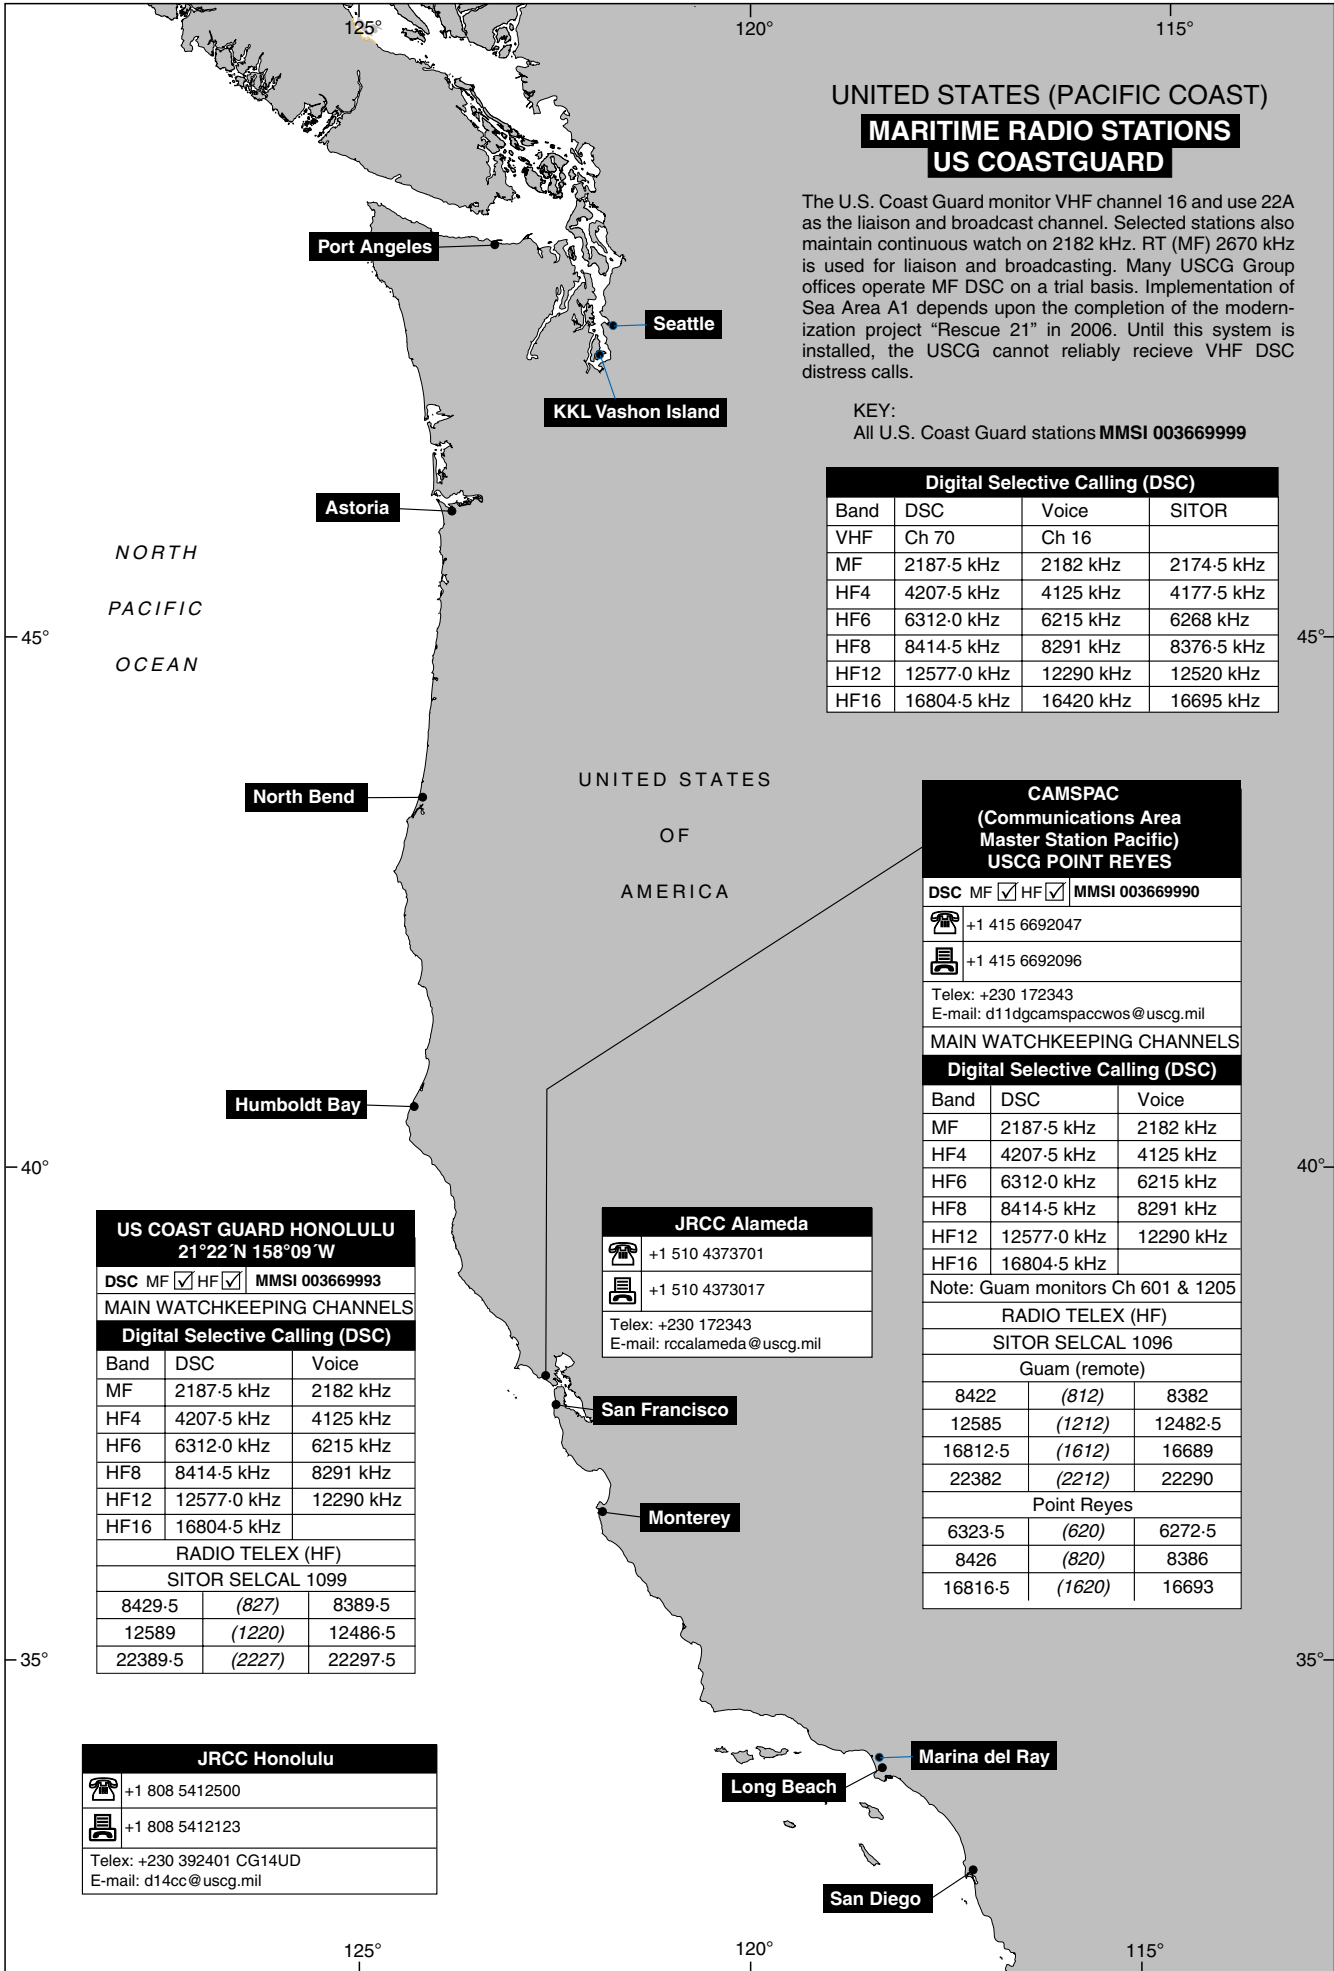 125°
120°
115°
UNITED STATES (PACIFIC COAST)
MARITIME RADIO STATIONS
US COASTGUARD
The U.S. Coast Guard monitor VHF channel 16 and use 22A
as the liaison and broadcast channel. Selected stations also
maintain continuous watch on 2182 kHz. RT (MF) 2670 kHz
is used for liaison and broadcasting. Many USCG Group
offices operate MF DSC on a trial basis. Implementation of
Sea Area A1 depends upon the completion of the modern-
ization project “Rescue 21” in 2006. Until this system is
installed, the USCG cannot reliably recieve VHF DSC
distress calls.
KEY:
All U.S. Coast Guard stations MMSI 003669999
Digital Selective Calling (DSC)
Band DSC Voice SITOR
VHF Ch 70 Ch 16
MF 2187·5 kHz 2182 kHz 2174·5 kHz
HF4 4207·5 kHz 4125 kHz 4177·5 kHz
HF6 6312·0 kHz 6215 kHz 6268 kHz
HF8 8414·5 kHz 8291 kHz 8376·5 kHz
HF12 12577·0 kHz 12290 kHz 12520 kHz
HF16 16804·5 kHz 16420 kHz 16695 kHz
Port Angeles
Seattle
KKL Vashon Island
Astoria
NORTH
PACIFIC
OCEAN
45°
45°
North Bend
UNITED STATES
OF
AMERICA
CAMSPAC
(Communications Area
Master Station Pacific)
USCG POINT REYES
DSC MF HF MMSI 003669990
+1 415 6692047
+1 415 6692096
Telex: +230 172343
E-mail: d11dgcamspaccwos@uscg.mil
MAIN WATCHKEEPING CHANNELS
Digital Selective Calling (DSC)
Band DSC Voice
MF 2187·5 kHz 2182 kHz
HF4 4207·5 kHz 4125 kHz
HF6 6312·0 kHz 6215 kHz
HF8 8414·5 kHz 8291 kHz
HF12 12577·0 kHz 12290 kHz
HF16 16804·5 kHz
Note: Guam monitors Ch 601 & 1205
RADIO TELEX (HF)
SITOR SELCAL 1096
Guam (remote)
8422 (812) 8382
12585 (1212) 12482·5
16812·5 (1612) 16689
22382 (2212) 22290
Point Reyes
6323·5 (620) 6272·5
8426 (820) 8386
16816·5 (1620) 16693
Humboldt Bay
40°
40°
US COAST GUARD HONOLULU
21°22´N 158°09´W
DSC MF HF MMSI 003669993
MAIN WATCHKEEPING CHANNELS
Digital Selective Calling (DSC)
Band DSC Voice
MF 2187·5 kHz 2182 kHz
HF4 4207·5 kHz 4125 kHz
HF6 6312·0 kHz 6215 kHz
HF8 8414·5 kHz 8291 kHz
HF12 12577·0 kHz 12290 kHz
HF16 16804·5 kHz
RADIO TELEX (HF)
SITOR SELCAL 1099
8429·5 (827) 8389·5
12589 (1220) 12486·5
22389·5 (2227) 22297·5
JRCC Alameda
+1 510 4373701
+1 510 4373017
Telex: +230 172343
E-mail: rccalameda@uscg.mil
San Francisco
Monterey
35°
35°
JRCC Honolulu
+1 808 5412500
+1 808 5412123
Telex: +230 392401 CG14UD
E-mail: d14cc@uscg.mil
Marina del Ray
Long Beach
San Diego
125°
120°
115°